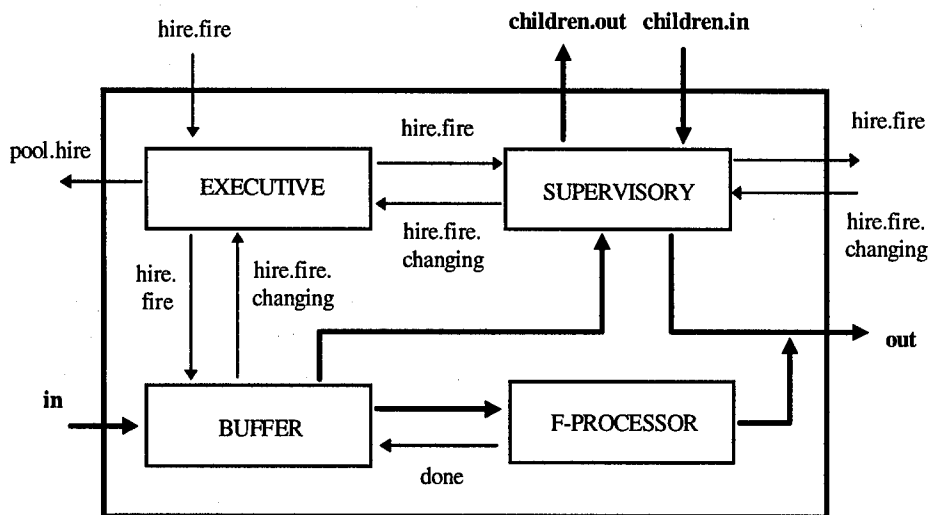 children.out children.in
hire.fire
hire.fire
hire.fire
pool.hire
EXECUTIVE
SUPERVISORY
hire.fire.
changing
hire.fire.
changing
hire.
fire
hire.fire.
changing
out
in
BUFFER
F-PROCESSOR
done